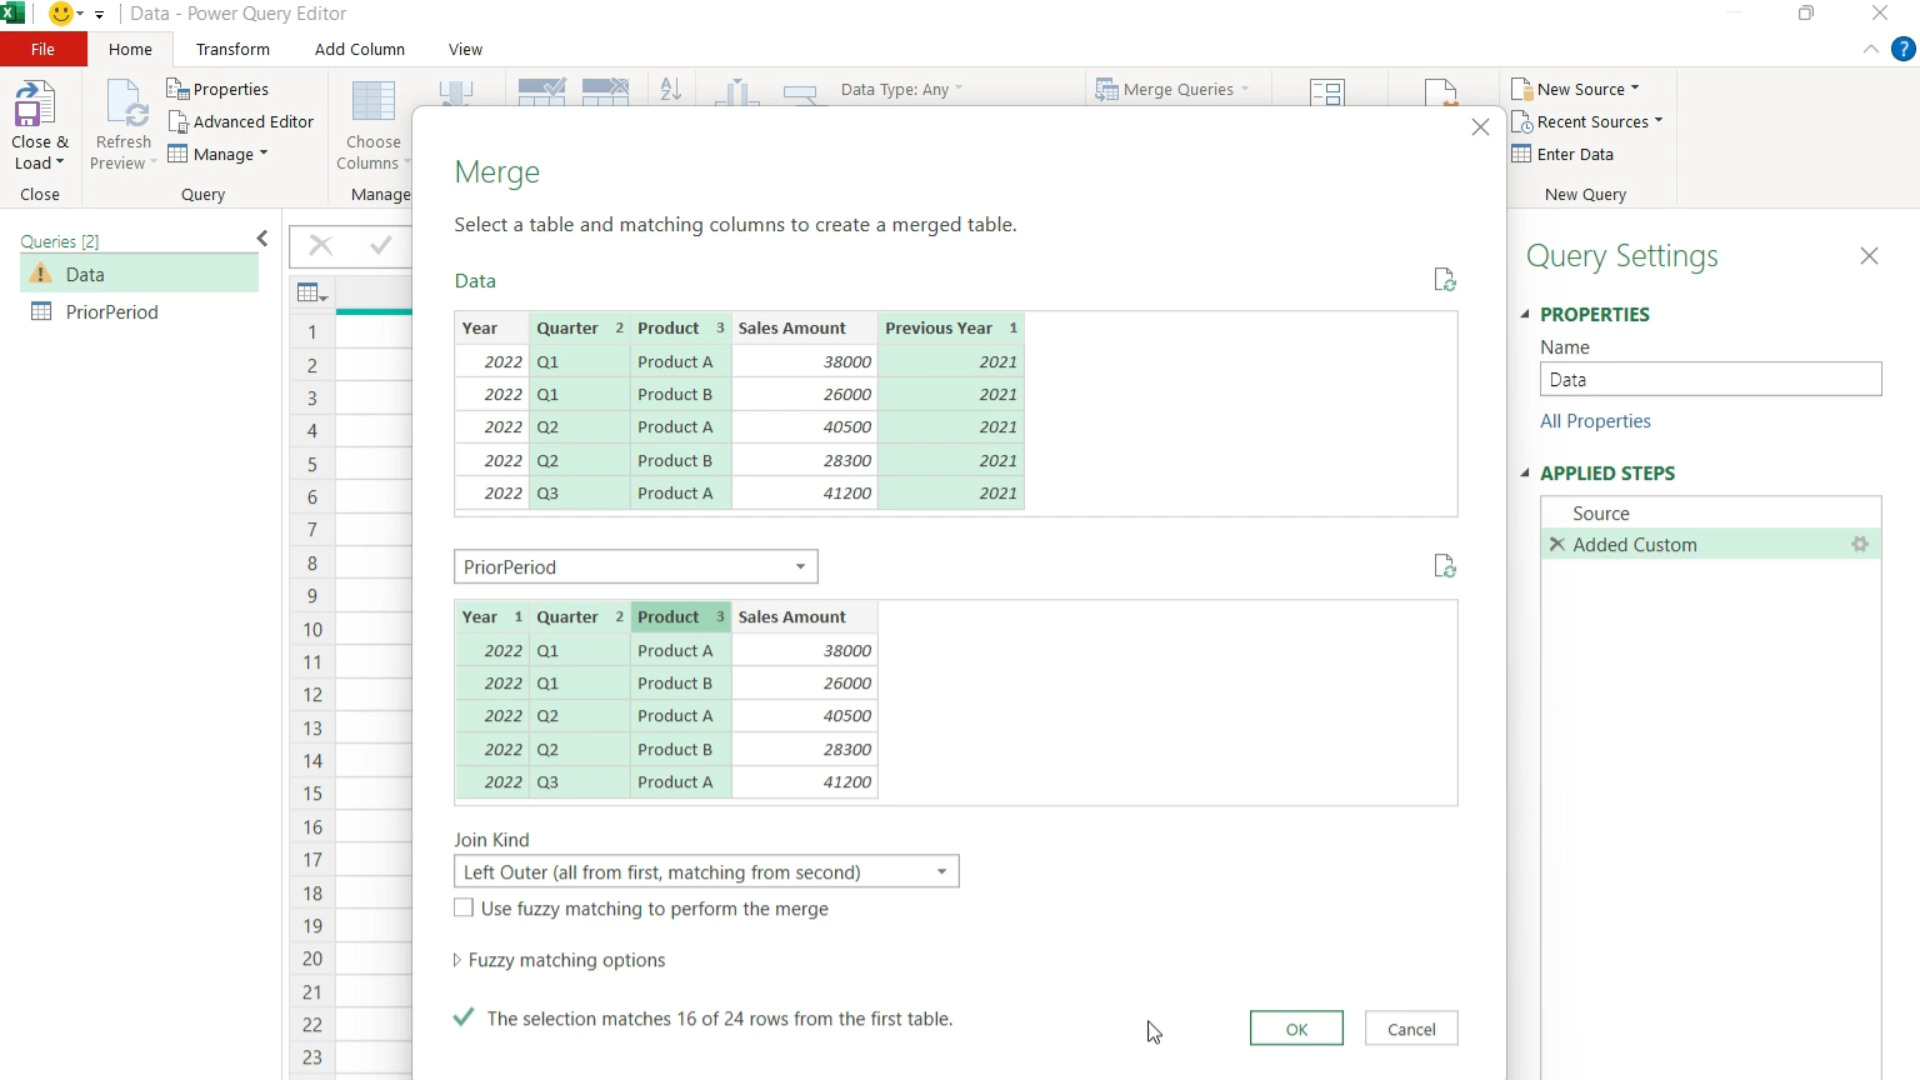 Data - Power Query Editor
File Home Transform Add Column View
Close & Load
Close
Refresh Preview
Properties
Advanced Editor
Manage
Query
Choose Columns
Manage
Data Type: Any
Merge Queries
New Source
Recent Sources
Enter Data
New Query
Queries [2]
Data
PriorPeriod
1
2
3
4
5
6
7
8
9
10
11
12
13
14
15
16
17
18
19
20
21
22
23
Merge
Select a table and matching columns to create a merged table.
Data
Year Quarter 2 Product 3 Sales Amount Previous Year 1
2022 Q1 Product A 38000 2021
2022 Q1 Product B 26000 2021
2022 Q2 Product A 40500 2021
2022 Q2 Product B 28300 2021
2022 Q3 Product A 41200 2021
PriorPeriod
Year 1 Quarter 2 Product 3 Sales Amount
2022 Q1 Product A 38000
2022 Q1 Product B 26000
2022 Q2 Product A 40500
2022 Q2 Product B 28300
2022 Q3 Product A 41200
Join Kind
Left Outer (all from first, matching from second)
Use fuzzy matching to perform the merge
Fuzzy matching options
The selection matches 16 of 24 rows from the first table.
OK Cancel
Query Settings
PROPERTIES
Name
Data
All Properties
APPLIED STEPS
Source
Added Custom